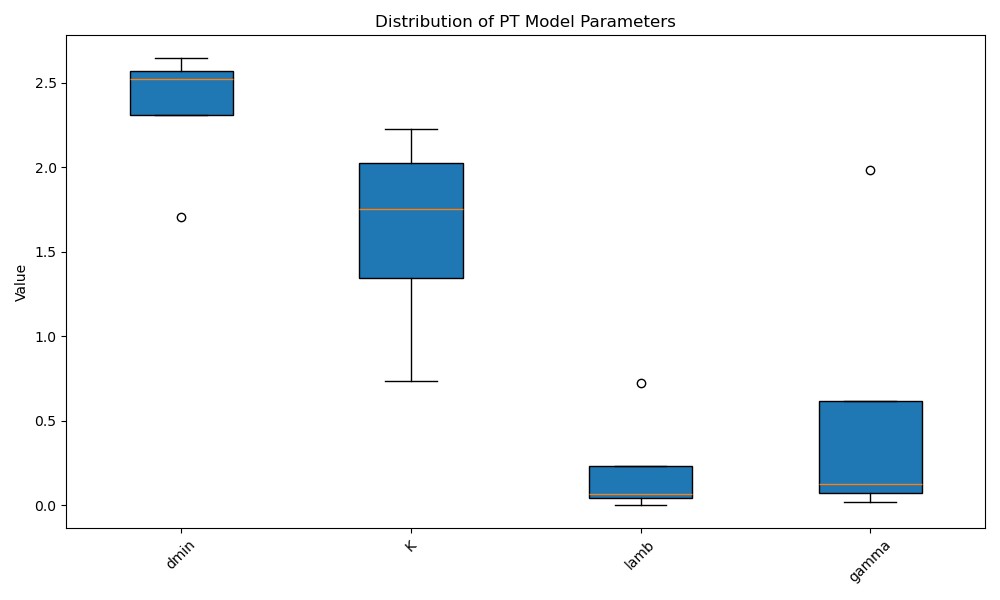 Distribution of PT Model Parameters
2.5
2.0
1.5
1.0
0.5
0.0
Value
dmin
K
lamb
gamma